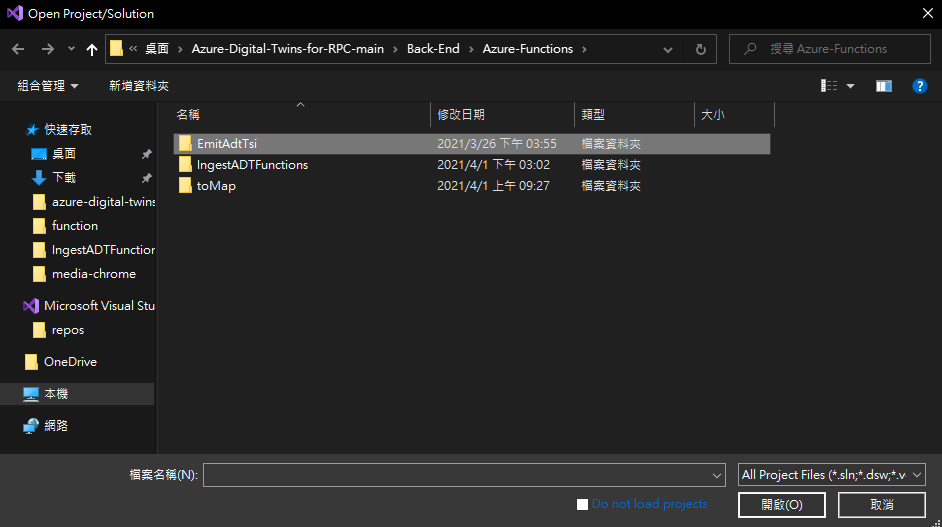 Open Project/Solution
« 桌面 › Azure-Digital-Twins-for-RPC-main › Back-End › Azure-Functions ›
搜尋 Azure-Functions
組合管理 新增資料夾
名稱 修改日期 類型 大小
快速存取
桌面
下載
azure-digital-twins
function
IngestADTFunction
media-chrome
Microsoft Visual Stu
repos
OneDrive
本機
網路
EmitAdtTsi 2021/3/26 下午 03:55 檔案資料夾
IngestADTFunctions 2021/4/1 下午 03:02 檔案資料夾
toMap 2021/4/1 上午 09:27 檔案資料夾
檔案名稱(N):
All Project Files (*.sln;*.dsw;*.v
Do not load projects
開啟(O) 取消